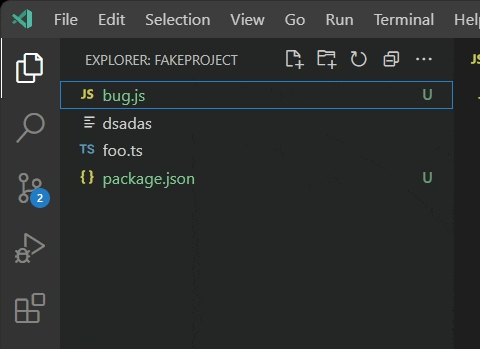 File Edit Selection View Go Run Terminal Help
EXPLORER: FAKEPROJECT
JS
JS bug.js U
dsadas
TS foo.ts
{} package.json U
2